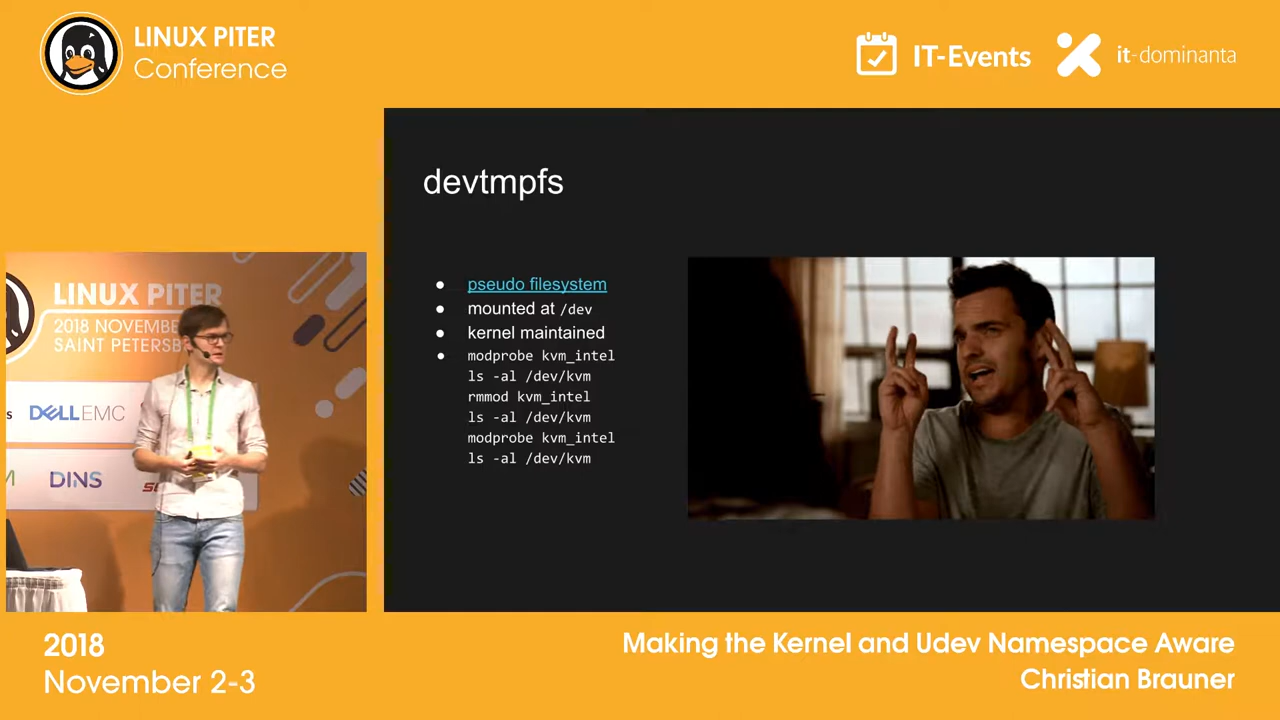 LINUX PITER
Conference
IT-Events
it-dominanta
devtmpfs
● pseudo filesystem
● mounted at /dev
● kernel maintained
● modprobe kvm_intel
ls -al /dev/kvm
rmmod kvm_intel
ls -al /dev/kvm
modprobe kvm_intel
ls -al /dev/kvm
LINUX PITER
2018 NOVEMBE
SAINT PETERSB
DELLEMC
DINS
2018
November 2-3
Making the Kernel and Udev Namespace Aware
Christian Brauner